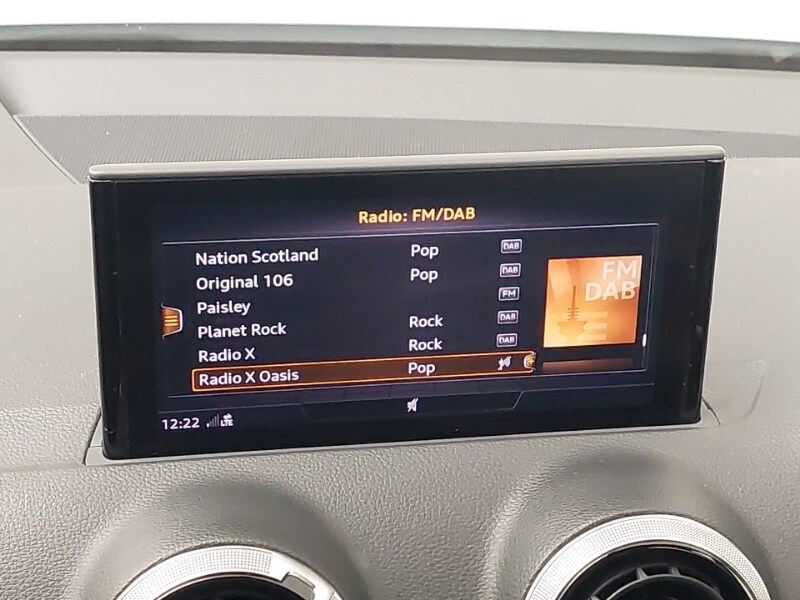 Radio: FM/DAB
Nation Scotland Pop DAB
Original 106 Pop DAB
Paisley FM
Planet Rock Rock DAB
Radio X Rock DAB
Radio X Oasis Pop
FM
DAB
12:22 LTE